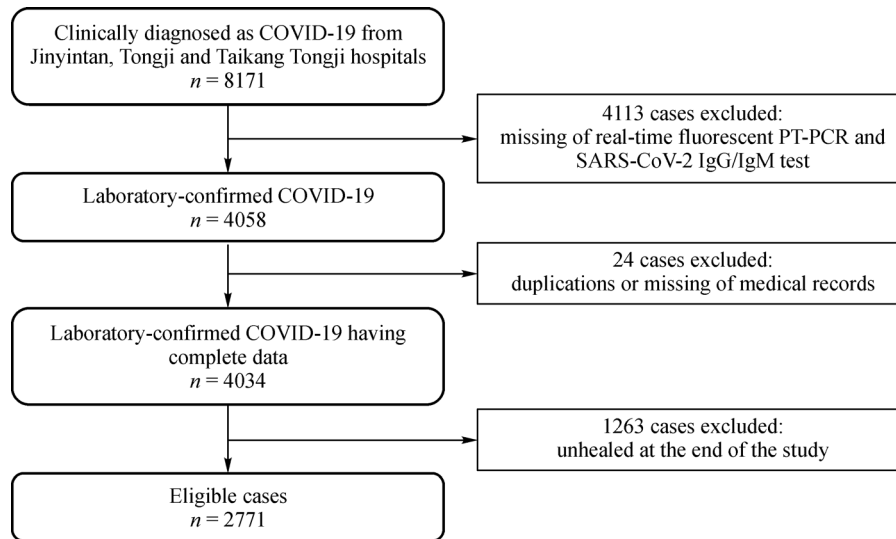 Clinically diagnosed as COVID-19 from
Jinyintan, Tongji and Taikang Tongji hospitals
n = 8171
4113 cases excluded:
missing of real-time fluorescent PT-PCR and
SARS-CoV-2 IgG/IgM test
Laboratory-confirmed COVID-19
n = 4058
24 cases excluded:
duplications or missing of medical records
Laboratory-confirmed COVID-19 having
complete data
n = 4034
1263 cases excluded:
unhealed at the end of the study
Eligible cases
n = 2771